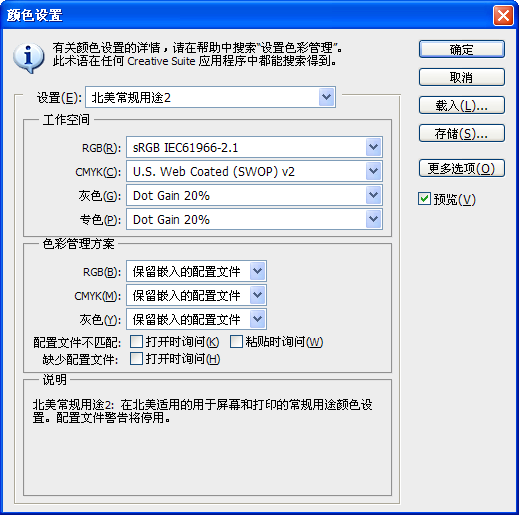 颜色设置
有关颜色设置的详情，请在帮助中搜索“设置色彩管理”。
此术语在任何 Creative Suite 应用程序中都能搜索得到。
确定
取消
载入(L)...
存储(S)...
更多选项(O)
预览(V)
设置(E): 北美常规用途2
工作空间
RGB(R): sRGB IEC61966-2.1
CMYK(C): U.S. Web Coated (SWOP) v2
灰色(G): Dot Gain 20%
专色(P): Dot Gain 20%
色彩管理方案
RGB(B): 保留嵌入的配置文件
CMYK(M): 保留嵌入的配置文件
灰色(Y): 保留嵌入的配置文件
配置文件不匹配: 打开时询问(K) 粘贴时询问(W)
缺少配置文件: 打开时询问(H)
说明
北美常规用途2: 在北美适用的用于屏幕和打印的常规用途颜色设
置。配置文件警告将停用。